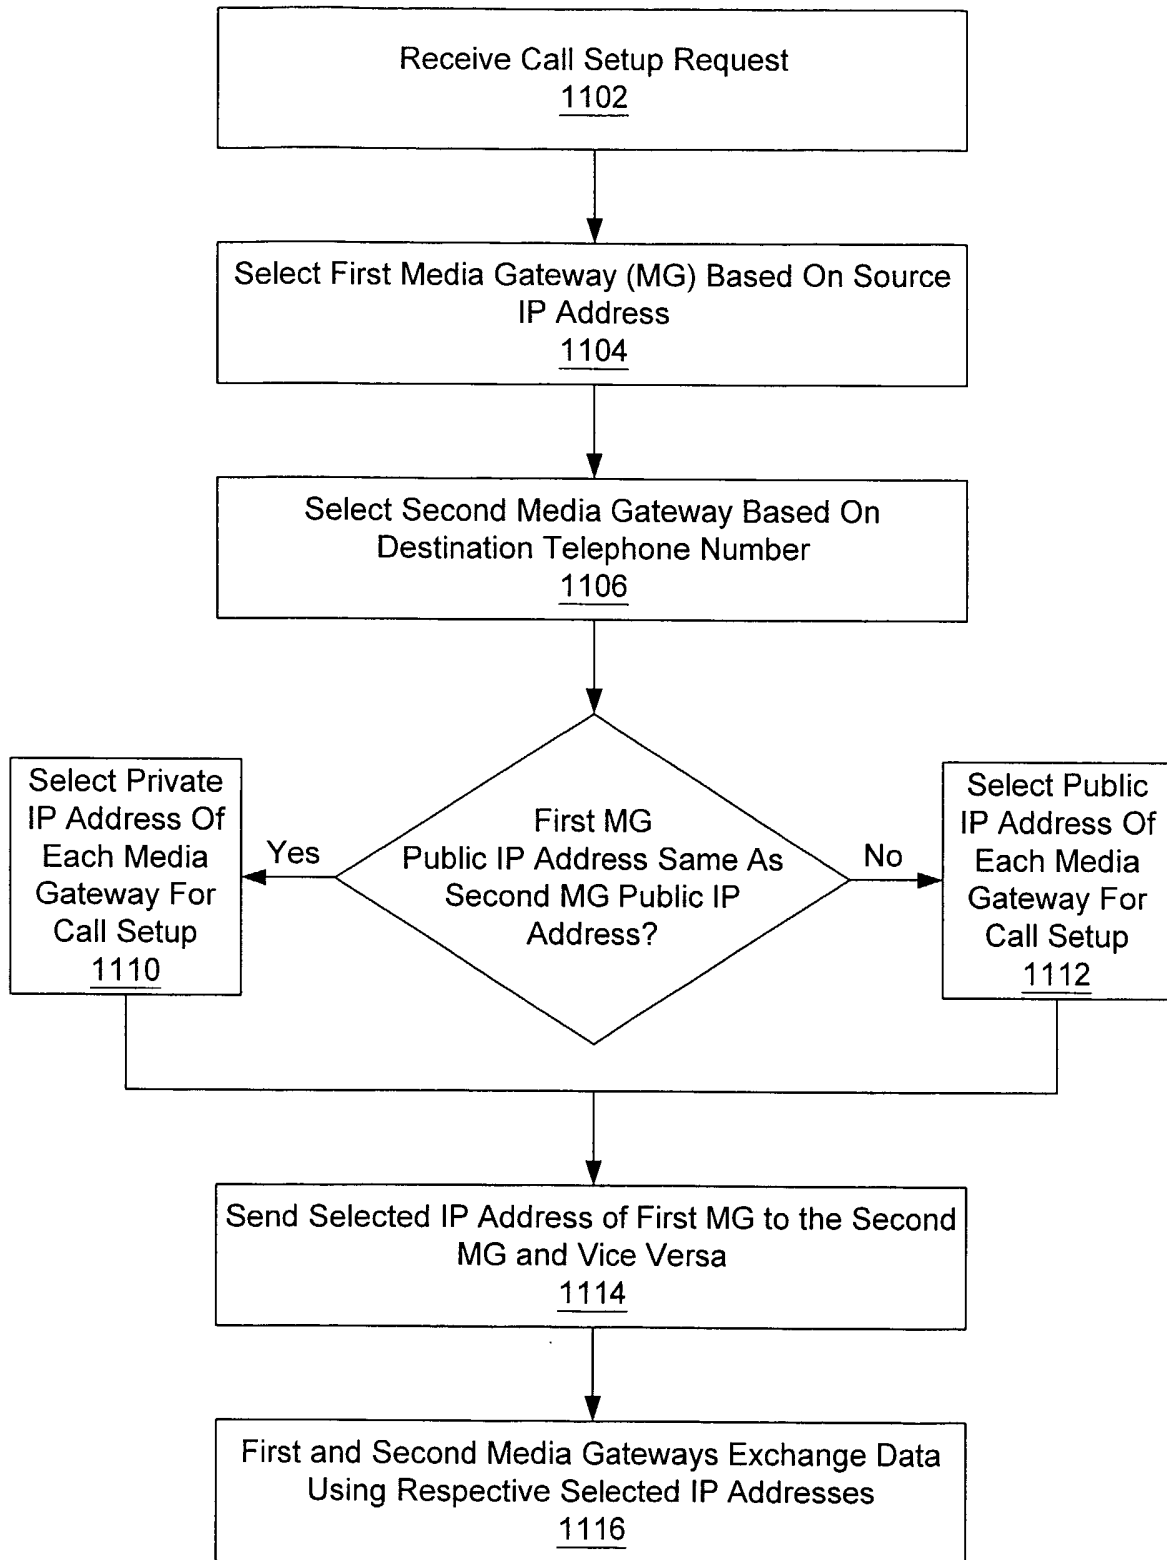 Receive Call Setup Request
1102
Select First Media Gateway (MG) Based On Source
IP Address
1104
Select Second Media Gateway Based On
Destination Telephone Number
1106
First MG
Public IP Address Same As
Second MG Public IP
Address?
Yes
No
Select Private
IP Address Of
Each Media
Gateway For
Call Setup
1110
Select Public
IP Address Of
Each Media
Gateway For
Call Setup
1112
Send Selected IP Address of First MG to the Second
MG and Vice Versa
1114
First and Second Media Gateways Exchange Data
Using Respective Selected IP Addresses
1116